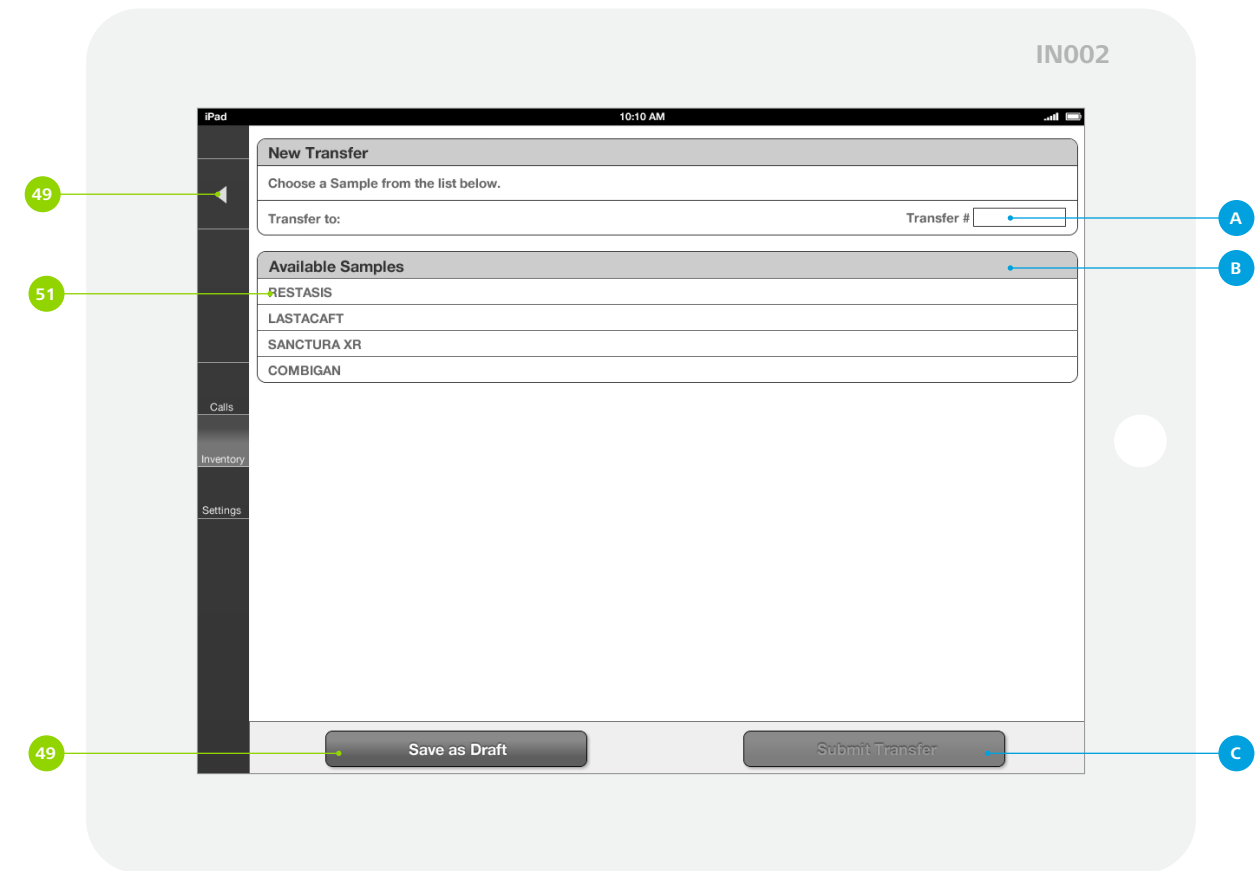 IN002
iPad 10:10 AM
New Transfer
49
Choose a Sample from the list below.
Transfer to: Transfer #
A
Available Samples
B
51
RESTASIS
LASTACAFT
SANCTURA XR
COMBIGAN
Calls
Inventory
Settings
49
Save as Draft
Submit Transfer
C